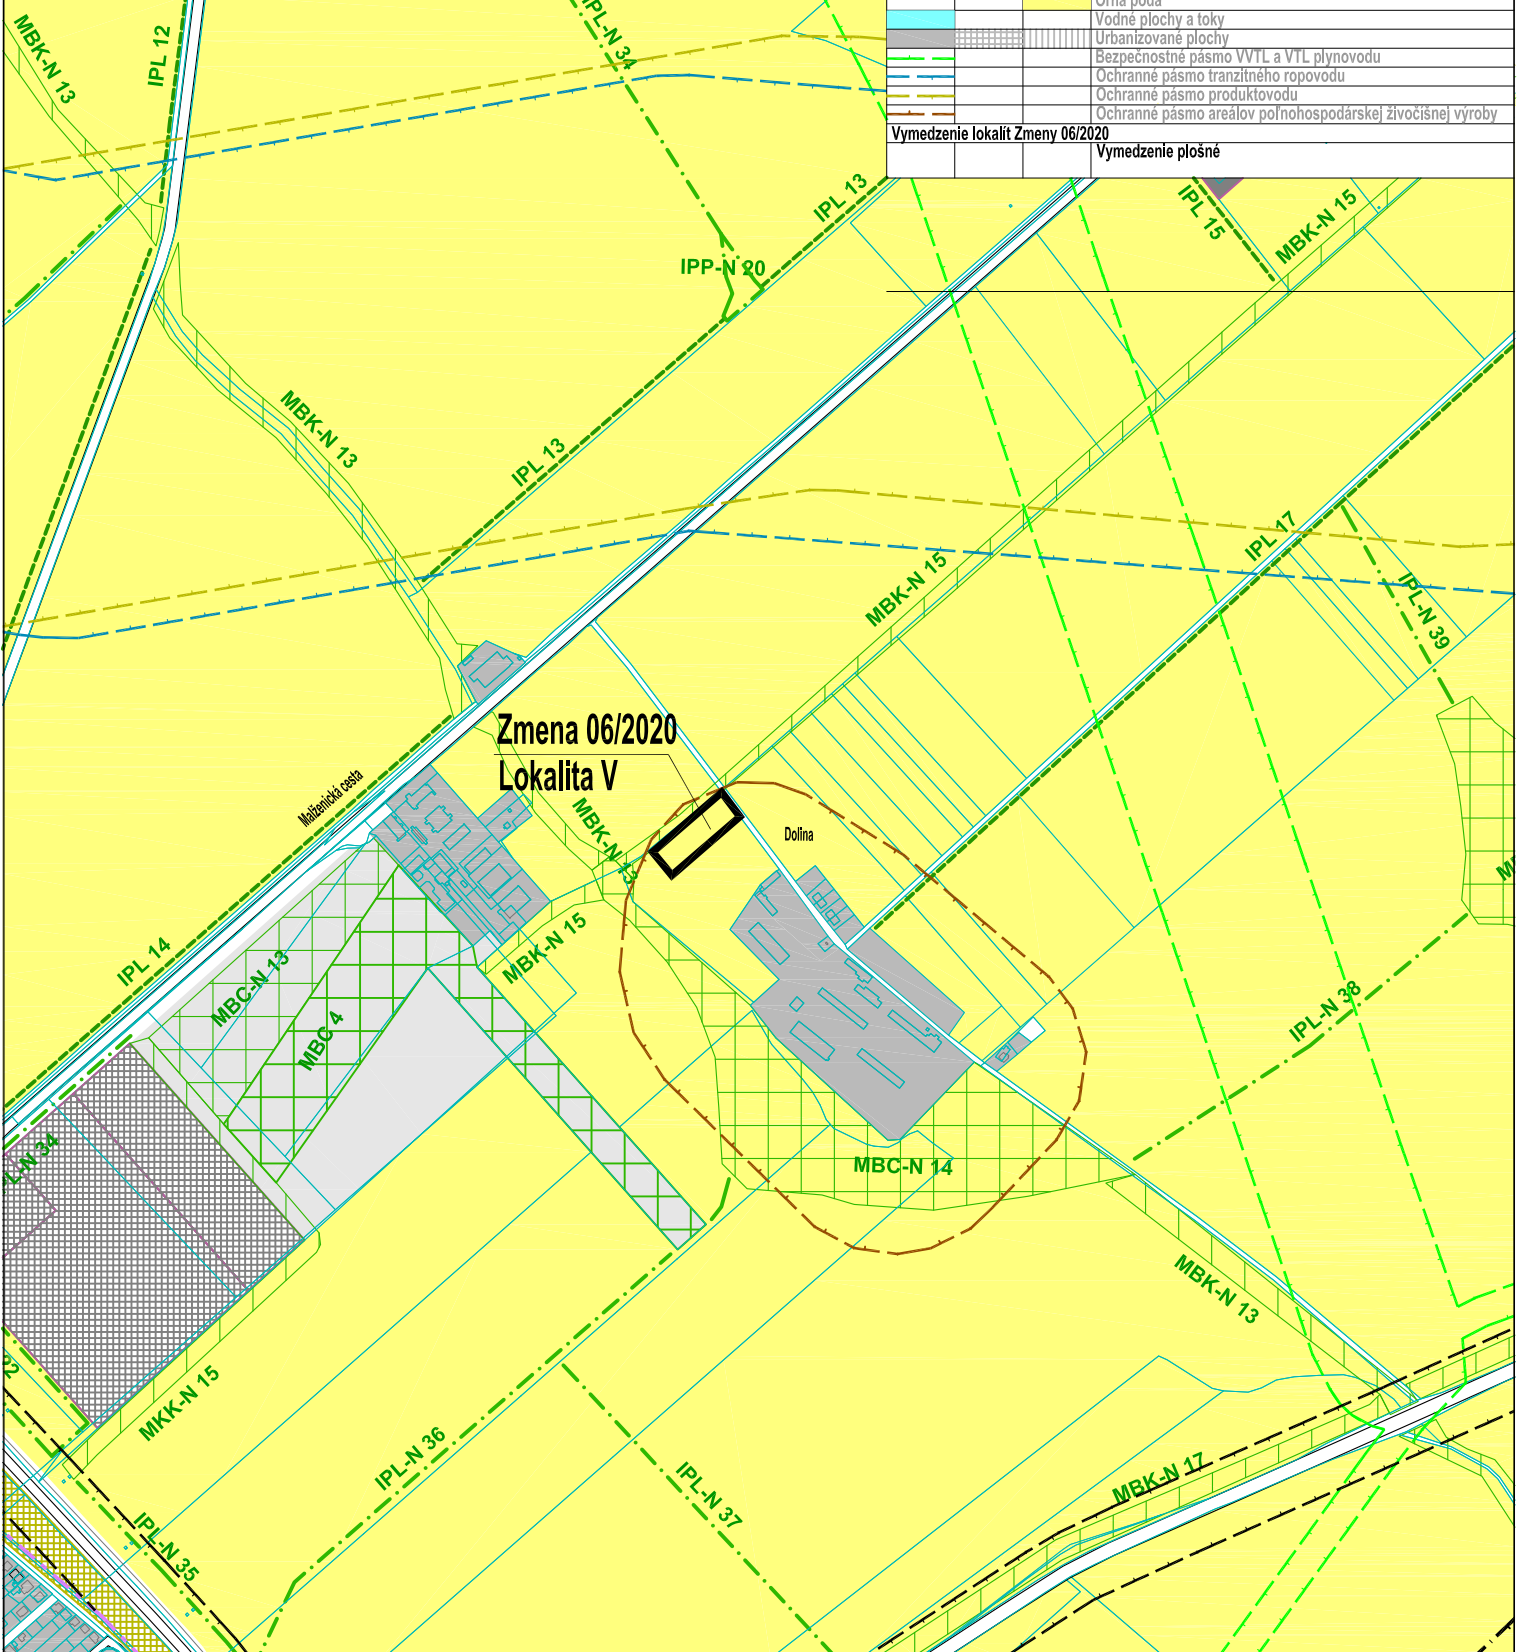 Orná pôda
Vodné plochy a toky
Urbanizované plochy
Bezpečnostné pásmo VVTL a VTL plynovodu
Ochranné pásmo tranzitného ropovodu
Ochranné pásmo produktovodu
Ochranné pásmo areálov poľnohospodárskej živočíšnej výroby
Vymedzenie lokalít Zmeny 06/2020
Vymedzenie plošné
MBK-N 13
IPL 12
IPL-N 34
IPL 13
IPP-N 20
IPL 15
MBK-N 15
MBK-N 13
IPL 13
IPL 17
MBK-N 15
IPL-N 39
Zmena 06/2020
Lokalita V
Malženická cesta
MBK-N 13
Dolina
IPL 14
MBC-N 13
MBK-N 15
MBC 4
IPL-N 38
MBC-N 14
MBK-N 13
MKK-N 15
IPL-N 36
IPL-N 37
MBK-N 17
IPL-N 35